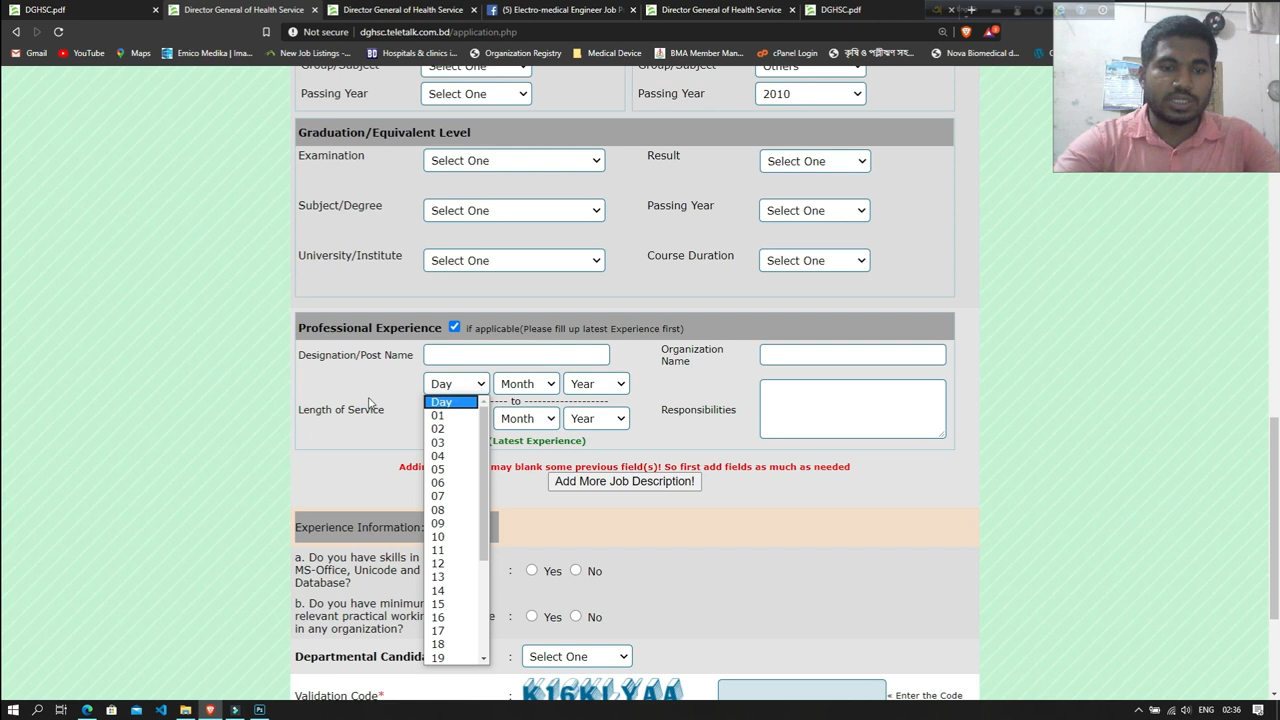 DGHSC.pdf
Director General of Health Service
Director General of Health Service
(5) Electro-medical Engineer Job P
Director General of Health Service
DGHSC.pdf
Not secure dghsc.teletalk.com.bd/application.php
Gmail YouTube Maps Emico Medika | Ima... New Job Listings -... Hospitals & clinics i... Organization Regist... Medical Device BMA Member Man... cPanel Login কৃষি ও পল্লীঋণ সহ... Nova Biomedical d...
Group/Subject Select One Group/Subject Others
Passing Year Select One Passing Year 2010
Graduation/Equivalent Level
Examination Select One Result Select One
Subject/Degree Select One Passing Year Select One
University/Institute Select One Course Duration Select One
Professional Experience if applicable(Please fill up latest Experience first)
Designation/Post Name Organization Name
Day Month Year
Length of Service to Responsibilities
Month Year
(Latest Experience)
Day
01
02
03
04
05
06
07
08
09
10
11
12
13
14
15
16
17
18
19
may blank some previous field(s)! So first add fields as much as needed
Add More Job Description!
Experience Information:
a. Do you have skills in
MS-Office, Unicode and
Database?
: Yes No
b. Do you have minimum
relevant practical
in any organization?
: Yes No
Departmental : Select One
Validation Code* : K16KLYAA « Enter the Code
ENG 02:36